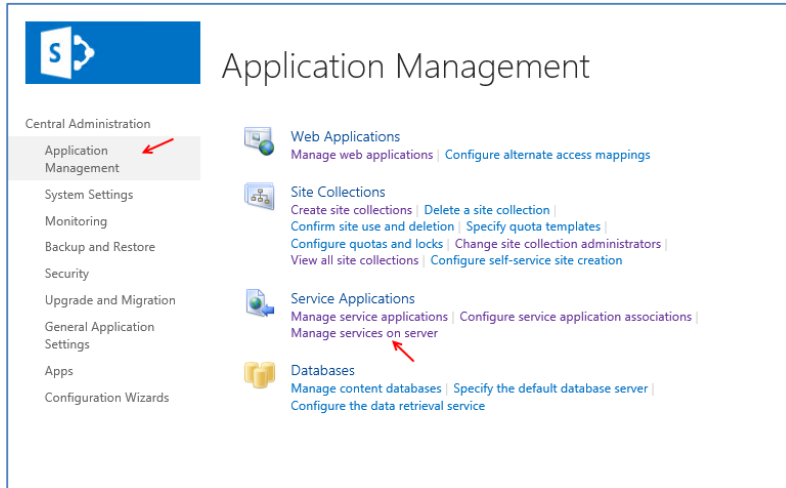 S
Application Management
Central Administration
Application
Management
System Settings
Monitoring
Backup and Restore
Security
Upgrade and Migration
General Application
Settings
Apps
Configuration Wizards
Web Applications
Manage web applications | Configure alternate access mappings
Site Collections
Create site collections | Delete a site collection |
Confirm site use and deletion | Specify quota templates |
Configure quotas and locks | Change site collection administrators |
View all site collections | Configure self-service site creation
Service Applications
Manage service applications | Configure service application associations |
Manage services on server
Databases
Manage content databases | Specify the default database server |
Configure the data retrieval service